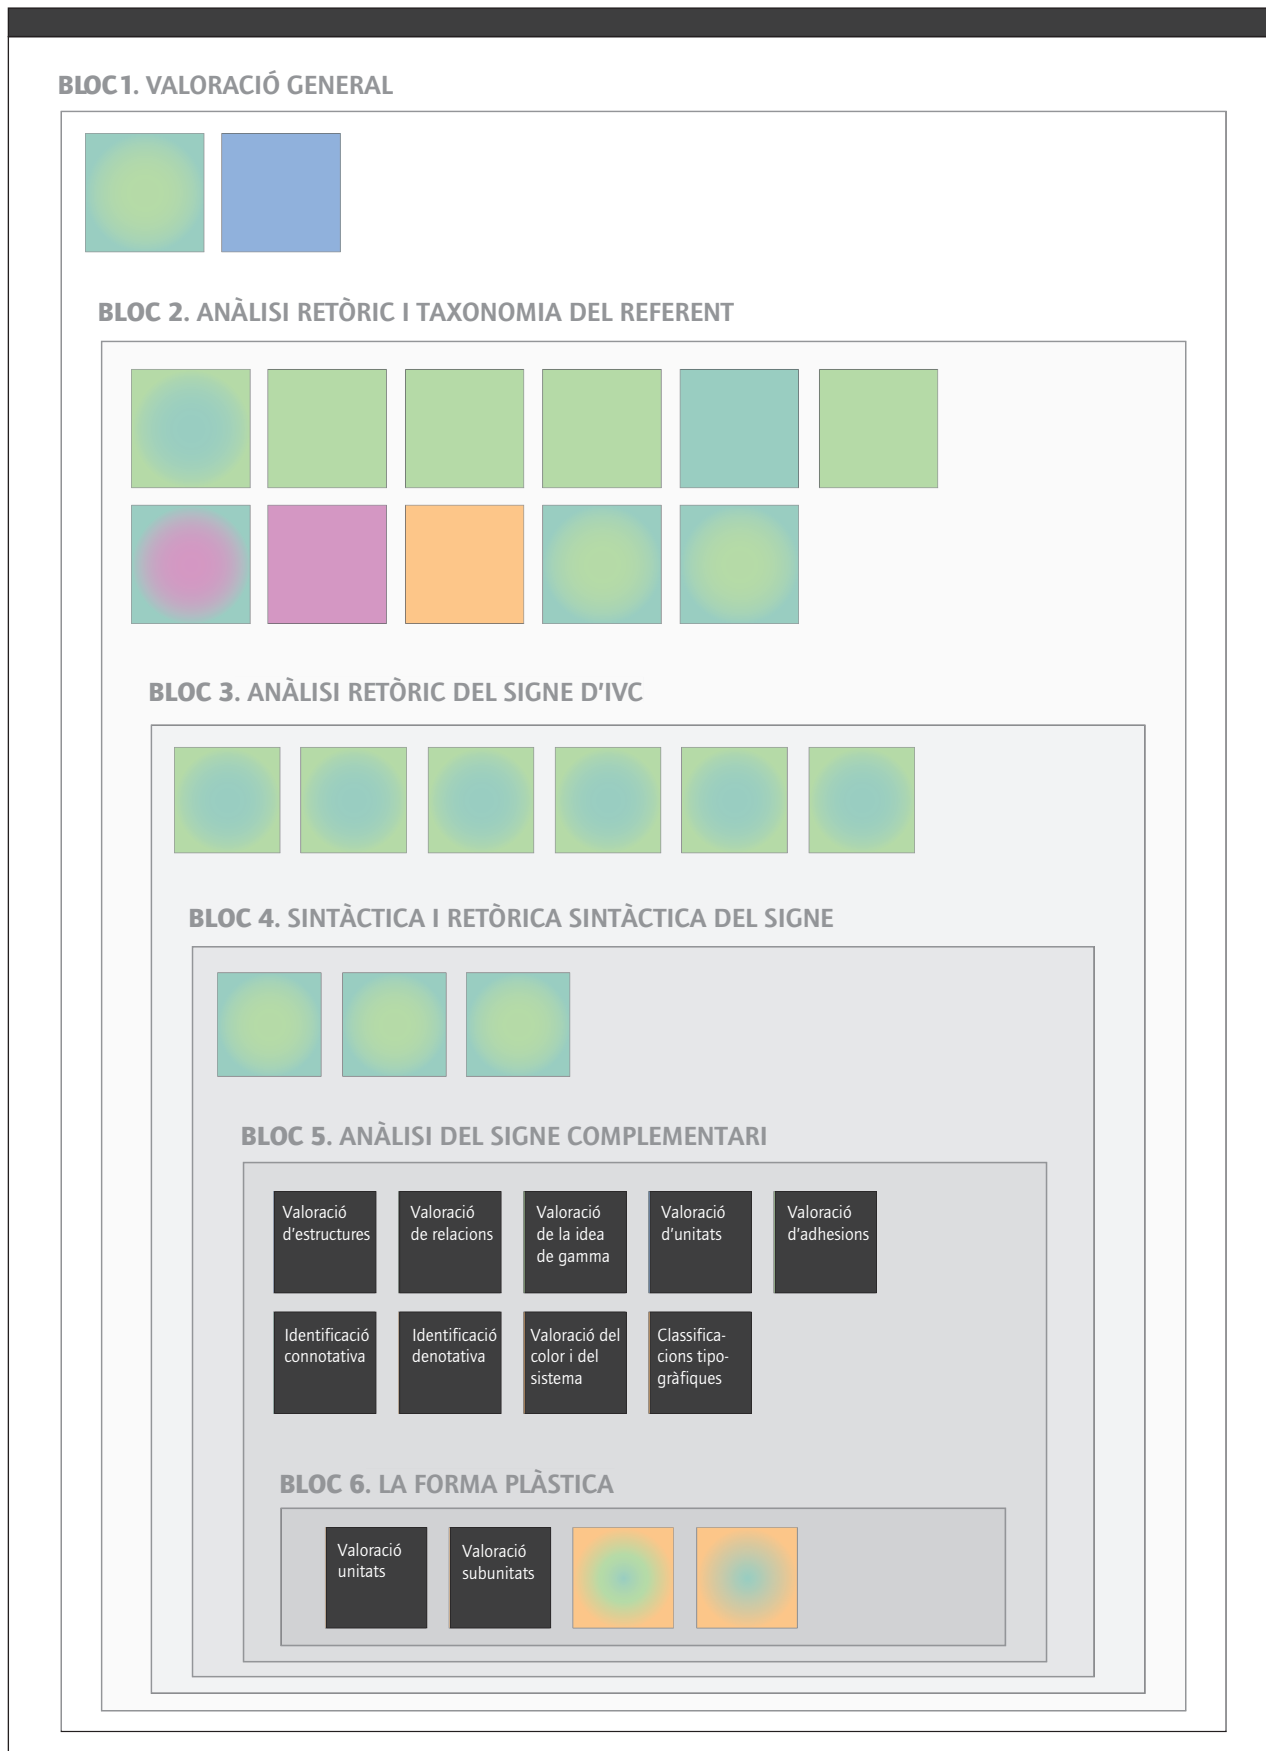 BLOC 1. VALORACIÓ GENERAL
BLOC 2. ANÀLISI RETÒRIC I TAXONOMIA DEL REFERENT
BLOC 3. ANÀLISI RETÒRIC DEL SIGNE D'IVC
BLOC 4. SINTÀCTICA I RETÒRICA SINTÀCTICA DEL SIGNE
BLOC 5. ANÀLISI DEL SIGNE COMPLEMENTARI
Valoració
d'estructures
Valoració
de relacions
Valoració
de la idea
de gamma
Valoració
d'unitats
Valoració
d'adhesions
Identificació
connotativa
Identificació
denotativa
Valoració del
color i del
sistema
Classifica-
cions tipo-
gràfiques
BLOC 6. LA FORMA PLÀSTICA
Valoració
unitats
Valoració
subunitats